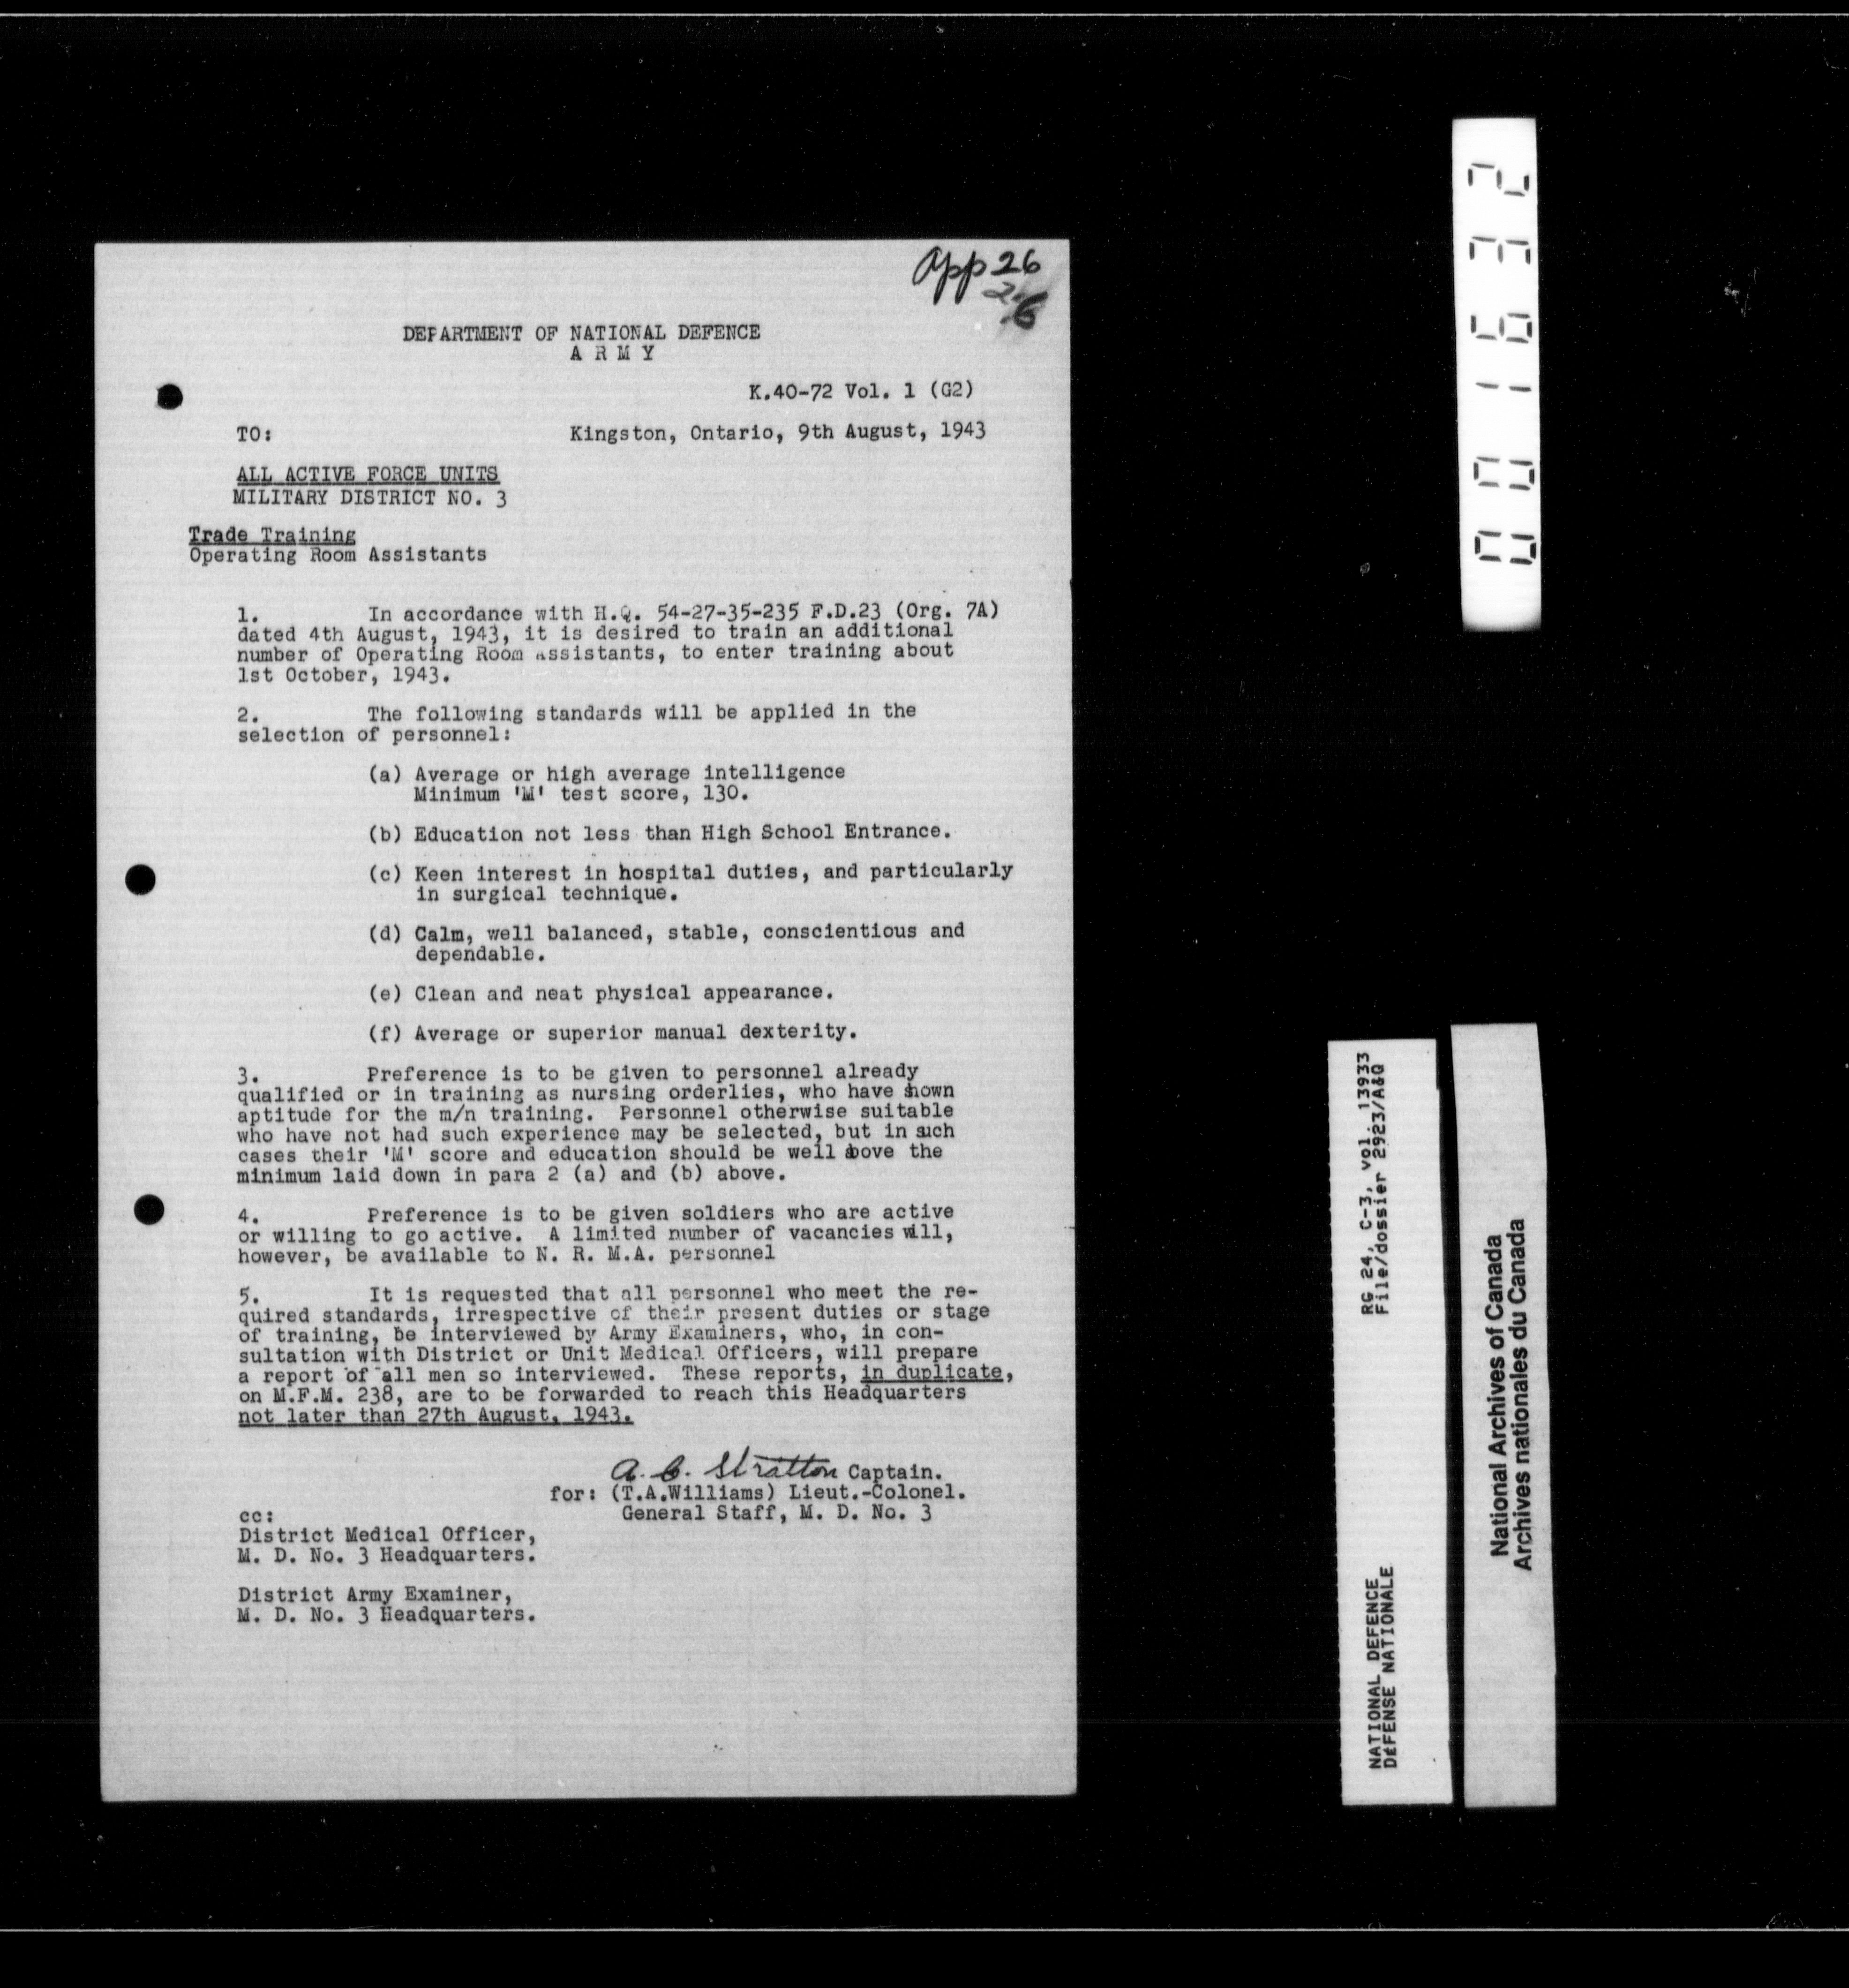 App 26
26
DEPARTMENT OF NATIONAL DEFENCE
A R M Y
K.40-72 Vol. 1 (G2)
TO:
Kingston, Ontario, 9th August, 1943
ALL ACTIVE FORCE UNITS
MILITARY DISTRICT NO. 3
Trade Training
Operating Room Assistants
1. In accordance with H.Q. 54-27-35-235 F.D.23 (Org. 7A)
dated 4th August, 1943, it is desired to train an additional
number of Operating Room Assistants, to enter training about
1st October, 1943.
2. The following standards will be applied in the
selection of personnel:
(a) Average or high average intelligence
Minimum 'M' test score, 130.
(b) Education not less than High School Entrance.
(c) Keen interest in hospital duties, and particularly
in surgical technique.
(d) Calm, well balanced, stable, conscientious and
dependable.
(e) Clean and neat physical appearance.
(f) Average or superior manual dexterity.
3. Preference is to be given to personnel already
qualified or in training as nursing orderlies, who have shown
aptitude for the m/n training. Personnel otherwise suitable
who have not had such experience may be selected, but in such
cases their 'M' score and education should be well above the
minimum laid down in para 2 (a) and (b) above.
4. Preference is to be given soldiers who are active
or willing to go active. A limited number of vacancies will,
however, be available to N. R. M.A. personnel
5. It is requested that all personnel who meet the re-
quired standards, irrespective of their present duties or stage
of training, be interviewed by Army Examiners, who, in con-
sultation with District or Unit Medical Officers, will prepare
a report of all men so interviewed. These reports, in duplicate,
on M.F.M. 238, are to be forwarded to reach this Headquarters
not later than 27th August, 1943.
A. C. Stratton Captain.
for: (T.A.Williams) Lieut.-Colonel.
General Staff, M. D. No. 3
cc:
District Medical Officer,
M. D. No. 3 Headquarters.
District Army Examiner,
M. D. No. 3 Headquarters.
001632
RG 24, C-3, vol. 13933
File/dossier 2923/A&Q
NATIONAL DEFENCE
DÉFENSE NATIONALE
National Archives of Canada
Archives nationales du Canada